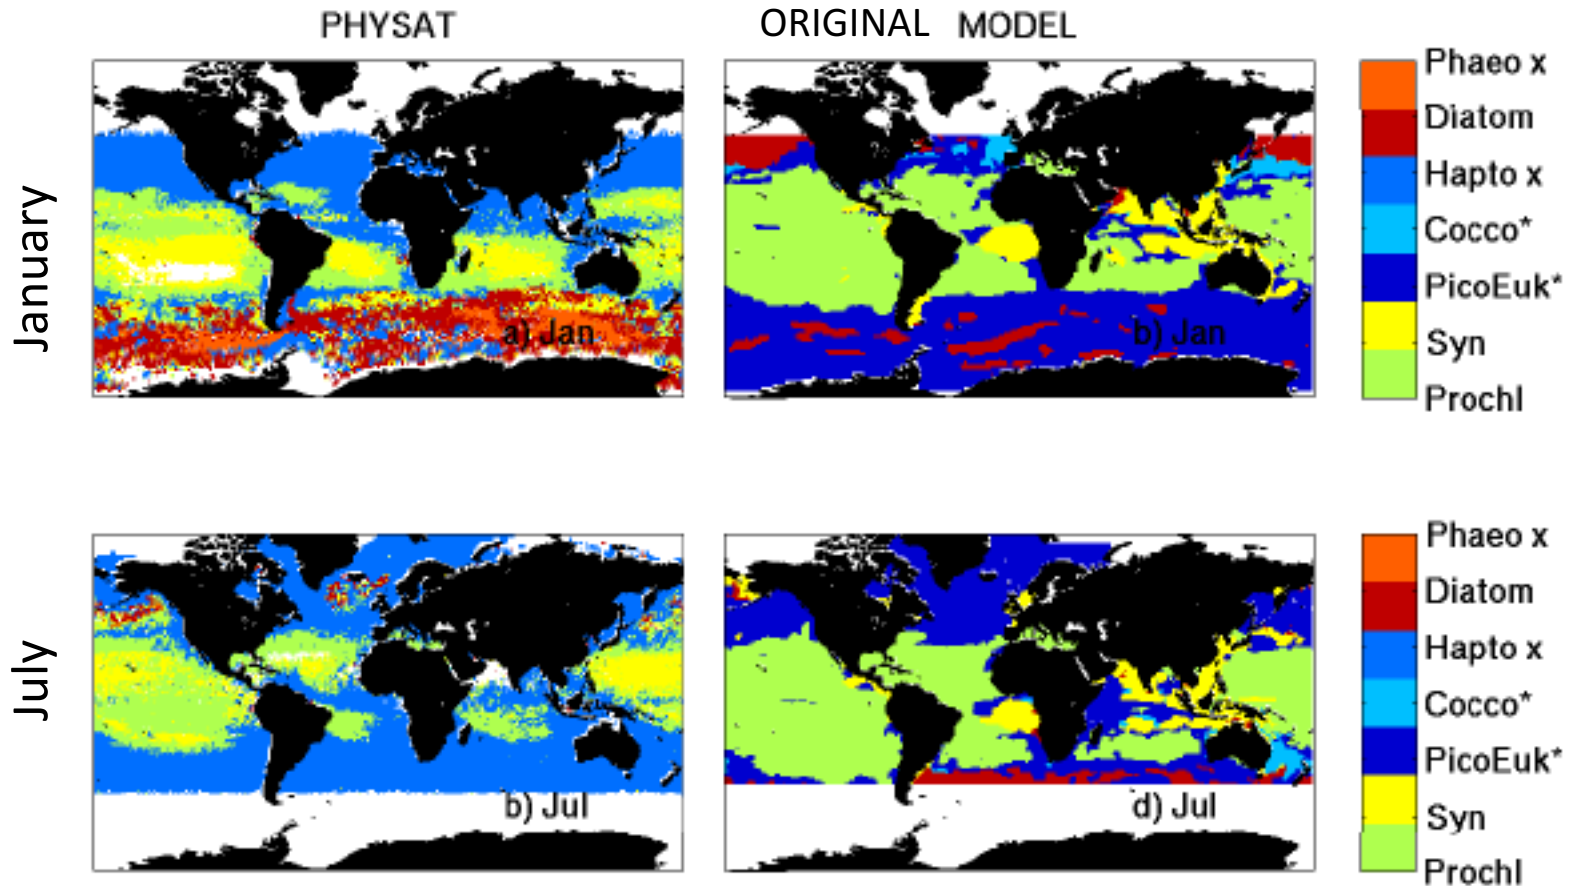 PHYSAT
ORIGINAL MODEL
January
a) Jan
b) Jan
Phaeo x
Diatom
Hapto x
Cocco*
PicoEuk*
Syn
Prochl
July
b) Jul
d) Jul
Phaeo x
Diatom
Hapto x
Cocco*
PicoEuk*
Syn
Prochl